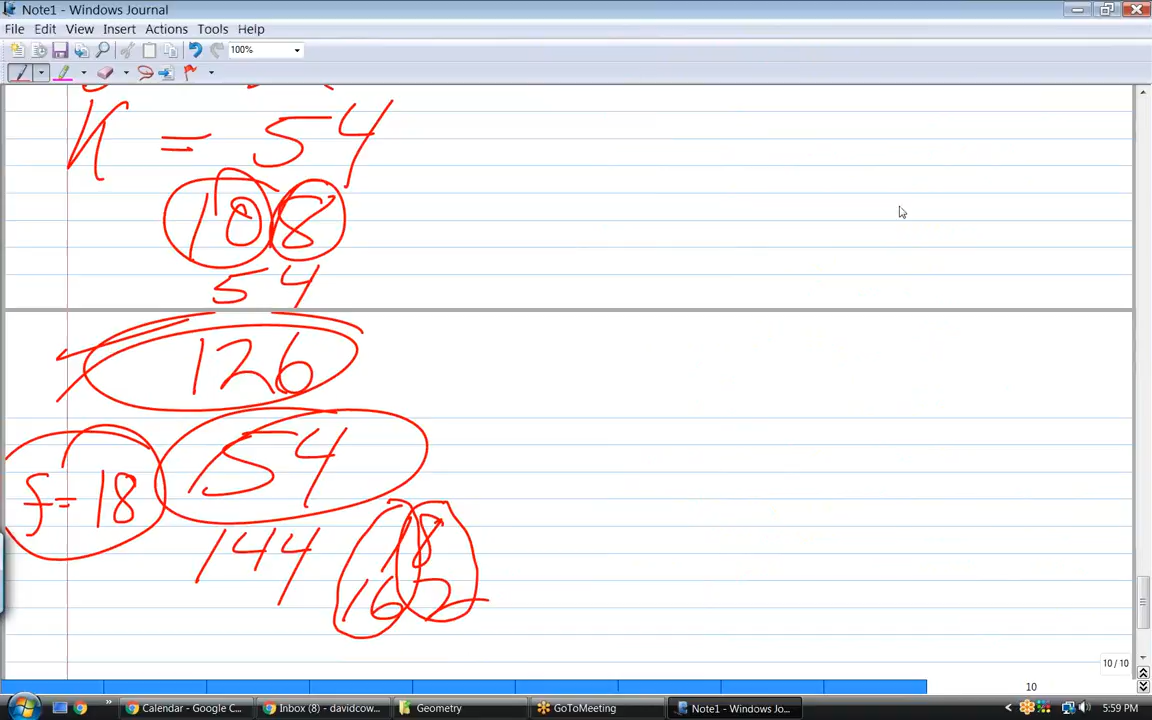 Note1 - Windows Journal
File Edit View Insert Actions Tools Help
100%
K = 54
108
54
126
54
f=18
144
18
162
10 / 10
10
Calendar - Google C...
Inbox (8) - davidcow...
Geometry
GoToMeeting
Note1 - Windows Jo...
5:59 PM